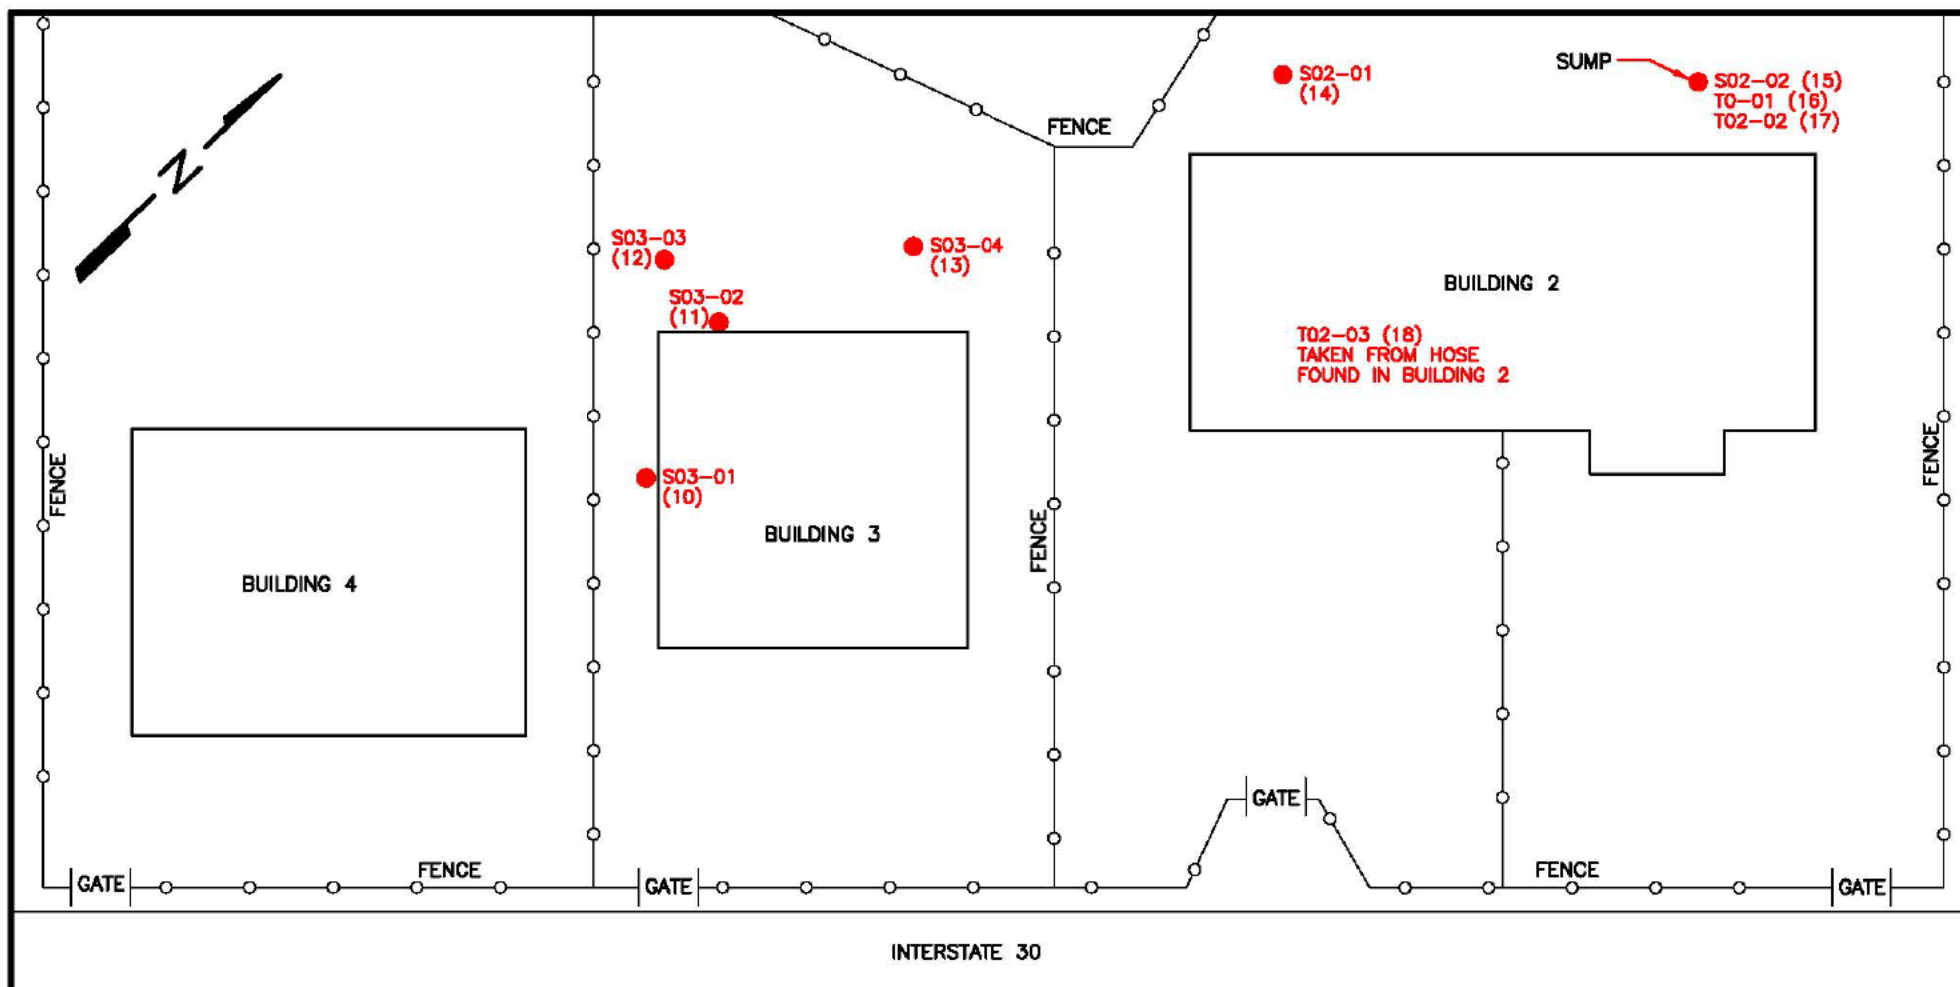 N
SUMP
S02-01
(14)
S02-02 (15)
T0-01 (16)
T02-02 (17)
FENCE
S03-03
(12)
S03-04
(13)
S03-02
(11)
BUILDING 2
T02-03 (18)
TAKEN FROM HOSE
FOUND IN BUILDING 2
FENCE
FENCE
S03-01
(10)
BUILDING 3
FENCE
BUILDING 4
GATE
FENCE
FENCE
GATE
GATE
GATE
INTERSTATE 30